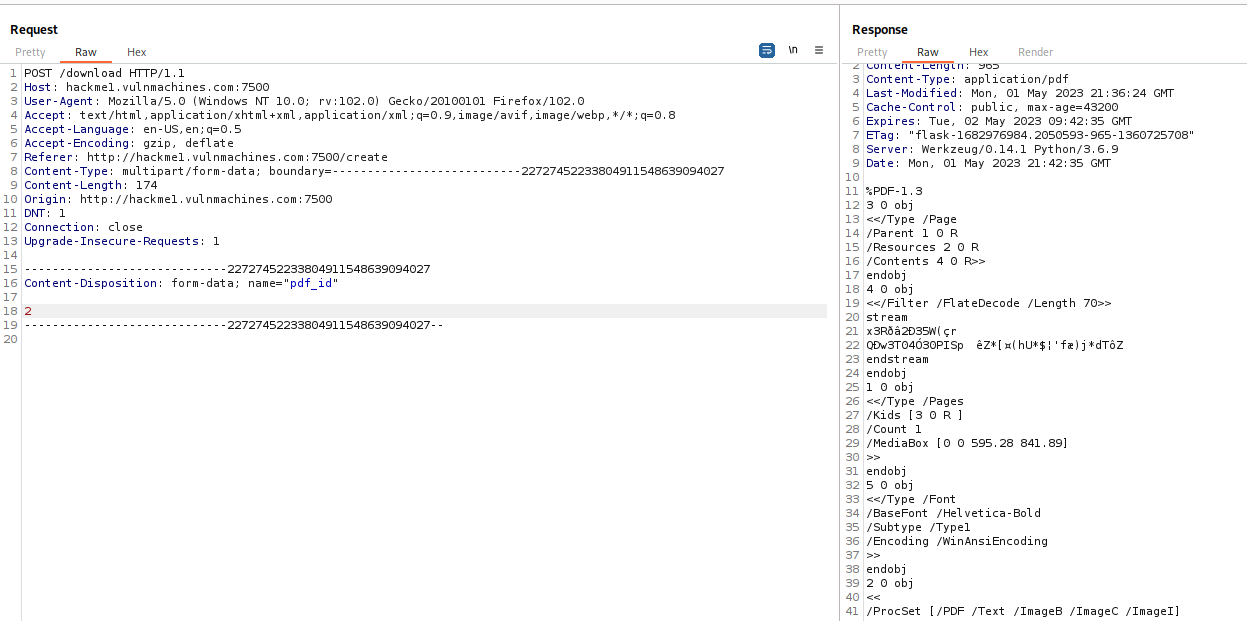 Request
Pretty Raw Hex
\n
1 POST /download HTTP/1.1
2 Host: hackme1.vulnmachines.com:7500
3 User-Agent: Mozilla/5.0 (Windows NT 10.0; rv:102.0) Gecko/20100101 Firefox/102.0
4 Accept: text/html,application/xhtml+xml,application/xml;q=0.9,image/avif,image/webp,*/*;q=0.8
5 Accept-Language: en-US,en;q=0.5
6 Accept-Encoding: gzip, deflate
7 Referer: http://hackme1.vulnmachines.com:7500/create
8 Content-Type: multipart/form-data; boundary=---------------------------22727452233804911548639094027
9 Content-Length: 174
10 Origin: http://hackme1.vulnmachines.com:7500
11 DNT: 1
12 Connection: close
13 Upgrade-Insecure-Requests: 1
14
15 -----------------------------22727452233804911548639094027
16 Content-Disposition: form-data; name="pdf_id"
17
18 2
19 -----------------------------22727452233804911548639094027--
20
Response
Pretty Raw Hex Render
2 Content-Length: 965
3 Content-Type: application/pdf
4 Last-Modified: Mon, 01 May 2023 21:36:24 GMT
5 Cache-Control: public, max-age=43200
6 Expires: Tue, 02 May 2023 09:42:35 GMT
7 ETag: "flask-1682976984.2050593-965-1360725708"
8 Server: Werkzeug/0.14.1 Python/3.6.9
9 Date: Mon, 01 May 2023 21:42:35 GMT
10
11 %PDF-1.3
12 3 0 obj
13 <</Type /Page
14 /Parent 1 0 R
15 /Resources 2 0 R
16 /Contents 4 0 R>>
17 endobj
18 4 0 obj
19 <</Filter /FlateDecode /Length 70>>
20 stream
21 x3Rðâ2Ð35W(çr
22
23 endstream
24 endobj
25 1 0 obj
26 <</Type /Pages
27 /Kids [3 0 R ]
28 /Count 1
29 /MediaBox [0 0 595.28 841.89]
30 >>
31 endobj
32 5 0 obj
33 <</Type /Font
34 /BaseFont /Helvetica-Bold
35 /Subtype /Type1
36 /Encoding /WinAnsiEncoding
37 >>
38 endobj
39 2 0 obj
40 <<
41 /ProcSet [/PDF /Text /ImageB /ImageC /ImageI]